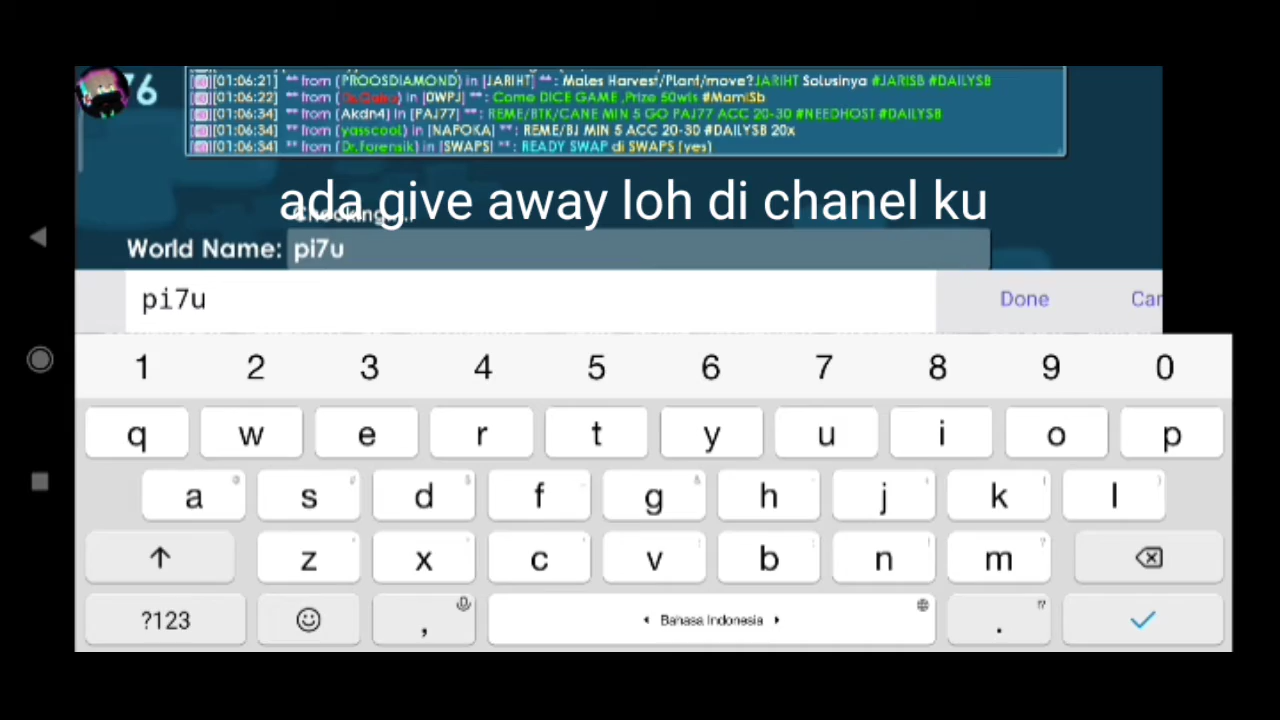 76
[01:06:21] ** from (PROOSDIAMOND) in [JARIHT] ** : Males Harvest/Plant/move?JARIHT Solusinya #JARISB #DAILYSB
[01:06:22] ** from () in [0WPJ] ** : Come DICE GAME ,Prize 50wls #MamiSb
[01:06:34] ** from (Akdn4) in [PAJ77] ** : REME/BTK/CANE MIN 5 GO PAJ77 ACC 20-30 #NEEDHOST #DAILYSB
[01:06:34] ** from (yasscool) in [NAPOKA] ** : REME/BJ MIN 5 ACC 20-30 #DAILYSB 20x
[01:06:34] ** from (Dr.Forensik) in [SWAPS] ** : READY SWAP di SWAPS (yes)
ada give away loh di chanel ku
Checking...
World Name: pi7u
pi7u Done Can
1 2 3 4 5 6 7 8 9 0
q w e r t y u i o p
a s d f g h j k l
z x c v b n m
?123 , Bahasa Indonesia .